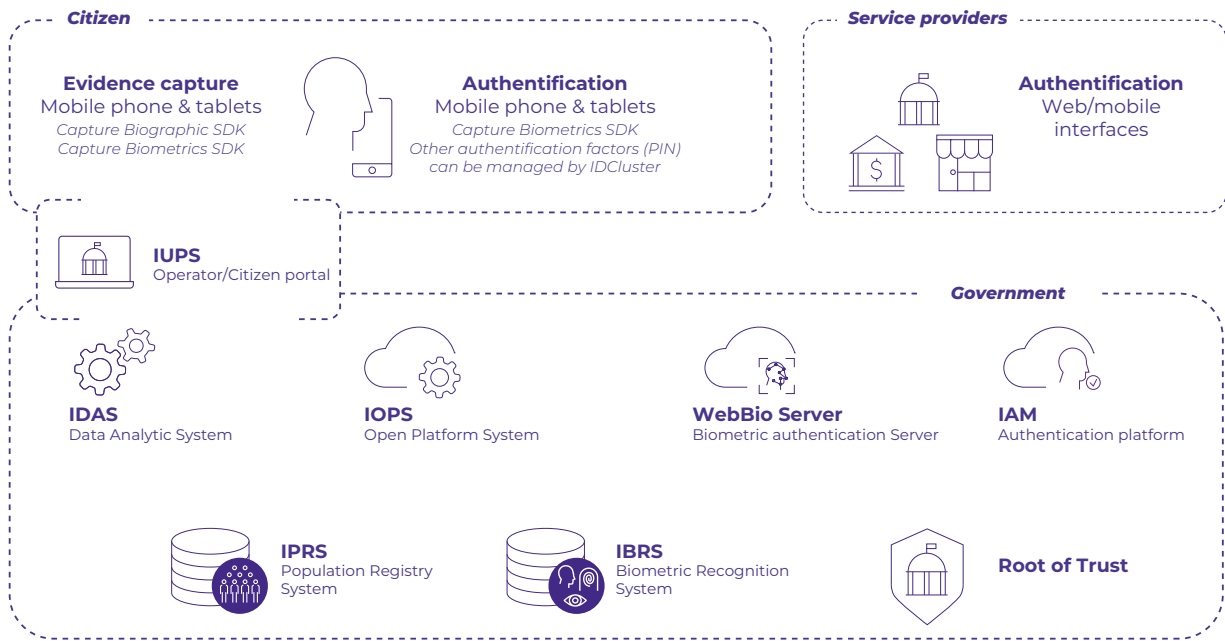 Citizen
Evidence capture
Mobile phone & tablets
Capture Biographic SDK
Capture Biometrics SDK
Authentification
Mobile phone & tablets
Capture Biometrics SDK
Other authentification factors (PIN)
can be managed by IDCluster
Service providers
Authentification
Web/mobile
interfaces
$
IUPS
Operator/Citizen portal
Government
IDAS
Data Analytic System
IOPS
Open Platform System
WebBio Server
Biometric authentication Server
IAM
Authentication platform
IPRS
Population Registry
System
IBRS
Biometric Recognition
System
Root of Trust